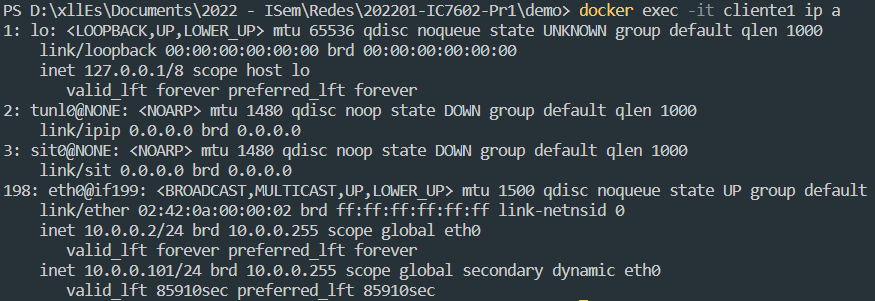 PS D:\xllEs\Documents\2022 - ISem\Redes\202201-IC7602-Pr1\demo> docker exec -it cliente1 ip a
1: lo: <LOOPBACK,UP,LOWER_UP> mtu 65536 qdisc noqueue state UNKNOWN group default qlen 1000
    link/loopback 00:00:00:00:00:00 brd 00:00:00:00:00:00
    inet 127.0.0.1/8 scope host lo
       valid_lft forever preferred_lft forever
2: tunl0@NONE: <NOARP> mtu 1480 qdisc noop state DOWN group default qlen 1000
    link/ipip 0.0.0.0 brd 0.0.0.0
3: sit0@NONE: <NOARP> mtu 1480 qdisc noop state DOWN group default qlen 1000
    link/sit 0.0.0.0 brd 0.0.0.0
198: eth0@if199: <BROADCAST,MULTICAST,UP,LOWER_UP> mtu 1500 qdisc noqueue state UP group default
    link/ether 02:42:0a:00:00:02 brd ff:ff:ff:ff:ff:ff link-netnsid 0
    inet 10.0.0.2/24 brd 10.0.0.255 scope global eth0
       valid_lft forever preferred_lft forever
    inet 10.0.0.101/24 brd 10.0.0.255 scope global secondary dynamic eth0
       valid_lft 85910sec preferred_lft 85910sec